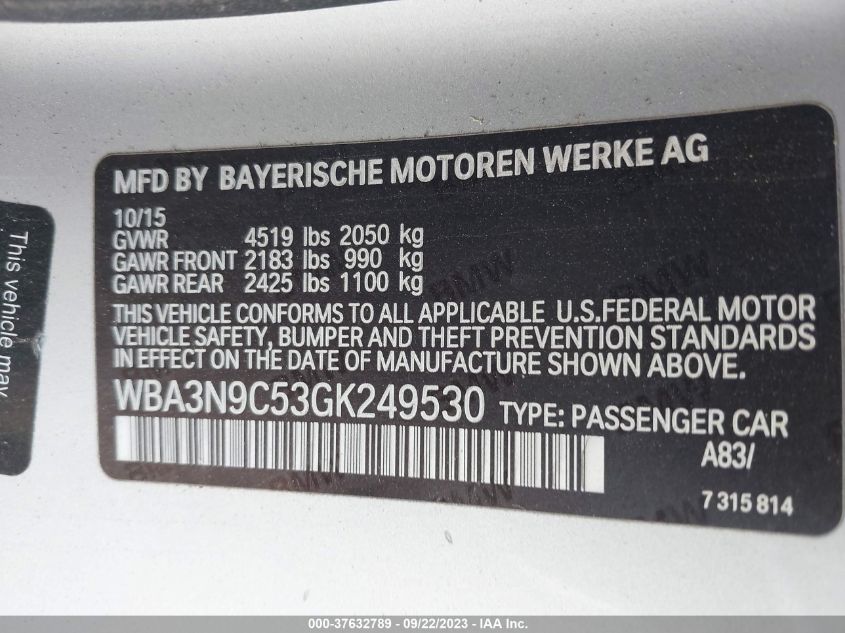 MFD BY BAYERISCHE MOTOREN WERKE AG
10/15
GVWR 4519 lbs 2050 kg
GAWR FRONT 2183 lbs 990 kg
GAWR REAR 2425 lbs 1100 kg
THIS VEHICLE CONFORMS TO ALL APPLICABLE U.S.FEDERAL MOTOR
VEHICLE SAFETY, BUMPER AND THEFT PREVENTION STANDARDS
IN EFFECT ON THE DATE OF MANUFACTURE SHOWN ABOVE.
WBA3N9C53GK249530 TYPE: PASSENGER CAR
A83/
7 315 814
This vehicle may
000-37632789 - 09/22/2023 - IAA Inc.